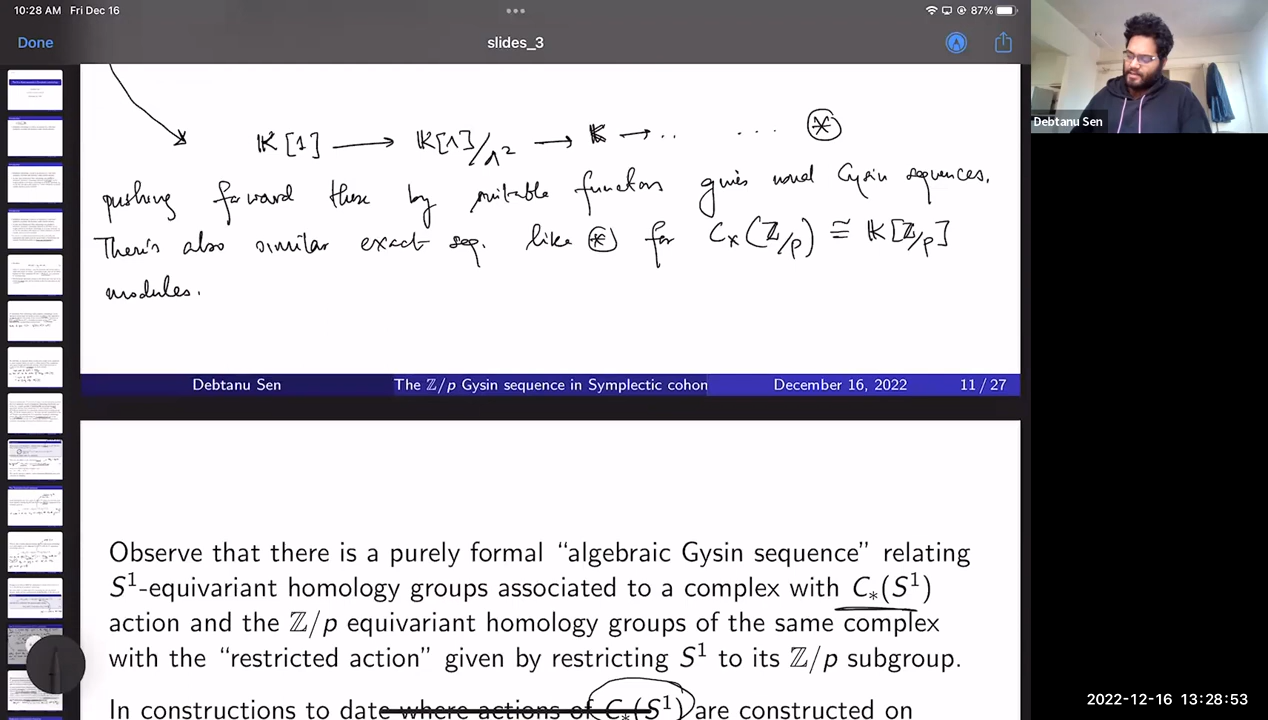 10:28 AM Fri Dec 16
87%
Done
slides_3
𝕂[1] → 𝕂[Λ]/Λ² → 𝕂 → .. ... ⊛
pushing forward these by suitable functors gives usual Gysin sequences.
There's also similar exact seq. like ⊛ for C_*(ℤ/p) ≅ 𝕂[ℤ/p]
modules.
Debtanu Sen The ℤ/p Gysin sequence in Symplectic cohom December 16, 2022 11 / 27
Observe that there is a purely formal “algebraic Gysin sequence” relating
S¹-equivariant homology groups associated to a complex with C_*(S¹)
action and the ℤ/p equivariant homology groups of the same complex
with the “restricted action” given by restricting S¹ to its ℤ/p subgroup.
In constructions to date where actions of C_*(S¹) are constructed on
Debtanu Sen
2022-12-16 13:28:53